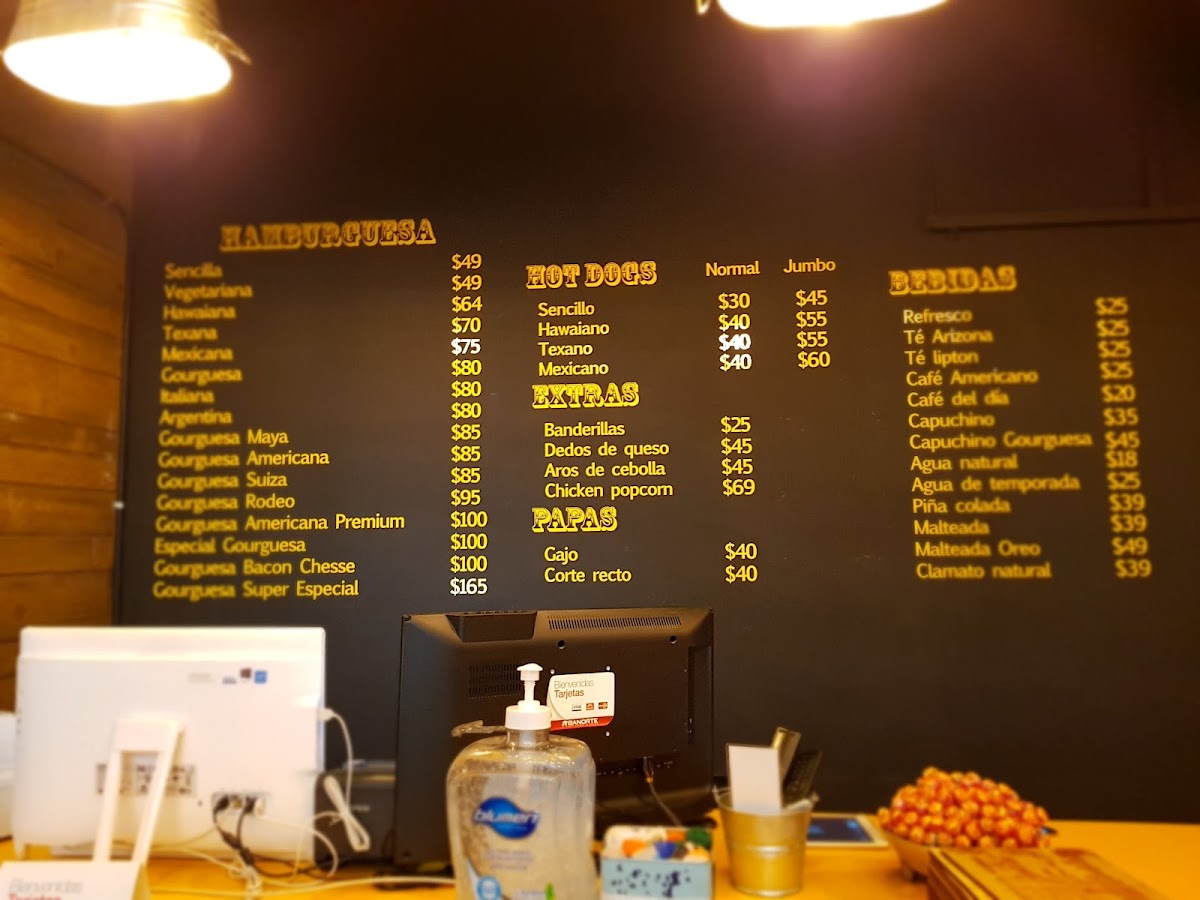 HAMBURGUESA
Sencilla $49
Vegetariana $49
Hawaiana $64
Texana $70
Mexicana $75
Gourguesa $80
Italiana $80
Argentina $80
Gourguesa Maya $85
Gourguesa Americana $85
Gourguesa Suiza $85
Gourguesa Rodeo $95
Gourguesa Americana Premium $100
Especial Gourguesa $100
Gourguesa Bacon Chesse $100
Gourguesa Super Especial $165
HOT DOGS Normal Jumbo
Sencillo $30 $45
Hawaiano $40 $55
Texano $40 $55
Mexicano $40 $60
EXTRAS
Banderillas $25
Dedos de queso $45
Aros de cebolla $45
Chicken popcorn $69
PAPAS
Gajo $40
Corte recto $40
BEBIDAS
Refresco $25
Té Arizona $25
Té lipton $25
Café Americano $25
Café del día $20
Capuchino $35
Capuchino Gourguesa $45
Agua natural $18
Agua de temporada $25
Piña colada $39
Malteada $39
Malteada Oreo $49
Clamato natural $39
Bienvenidas
Tarjetas
BANORTE
blumen
Bienvenidas
Tarjetas